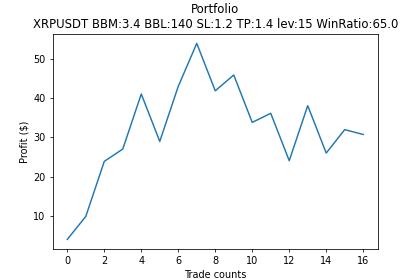 Portfolio
XRPUSDT BBM:3.4 BBL:140 SL:1.2 TP:1.4 lev:15 WinRatio:65.0
Profit ($)
50
40
30
20
10
0 2 4 6 8 10 12 14 16
Trade counts